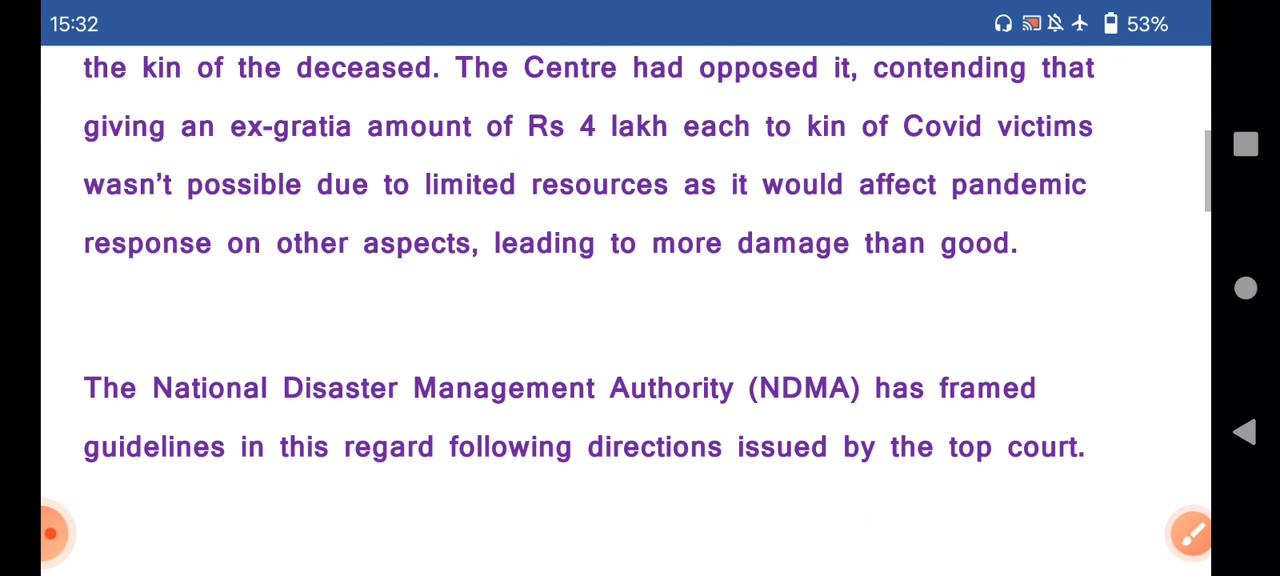 15:32
53%
the kin of the deceased. The Centre had opposed it, contending that
giving an ex-gratia amount of Rs 4 lakh each to kin of Covid victims
wasn’t possible due to limited resources as it would affect pandemic
response on other aspects, leading to more damage than good.
The National Disaster Management Authority (NDMA) has framed
guidelines in this regard following directions issued by the top court.